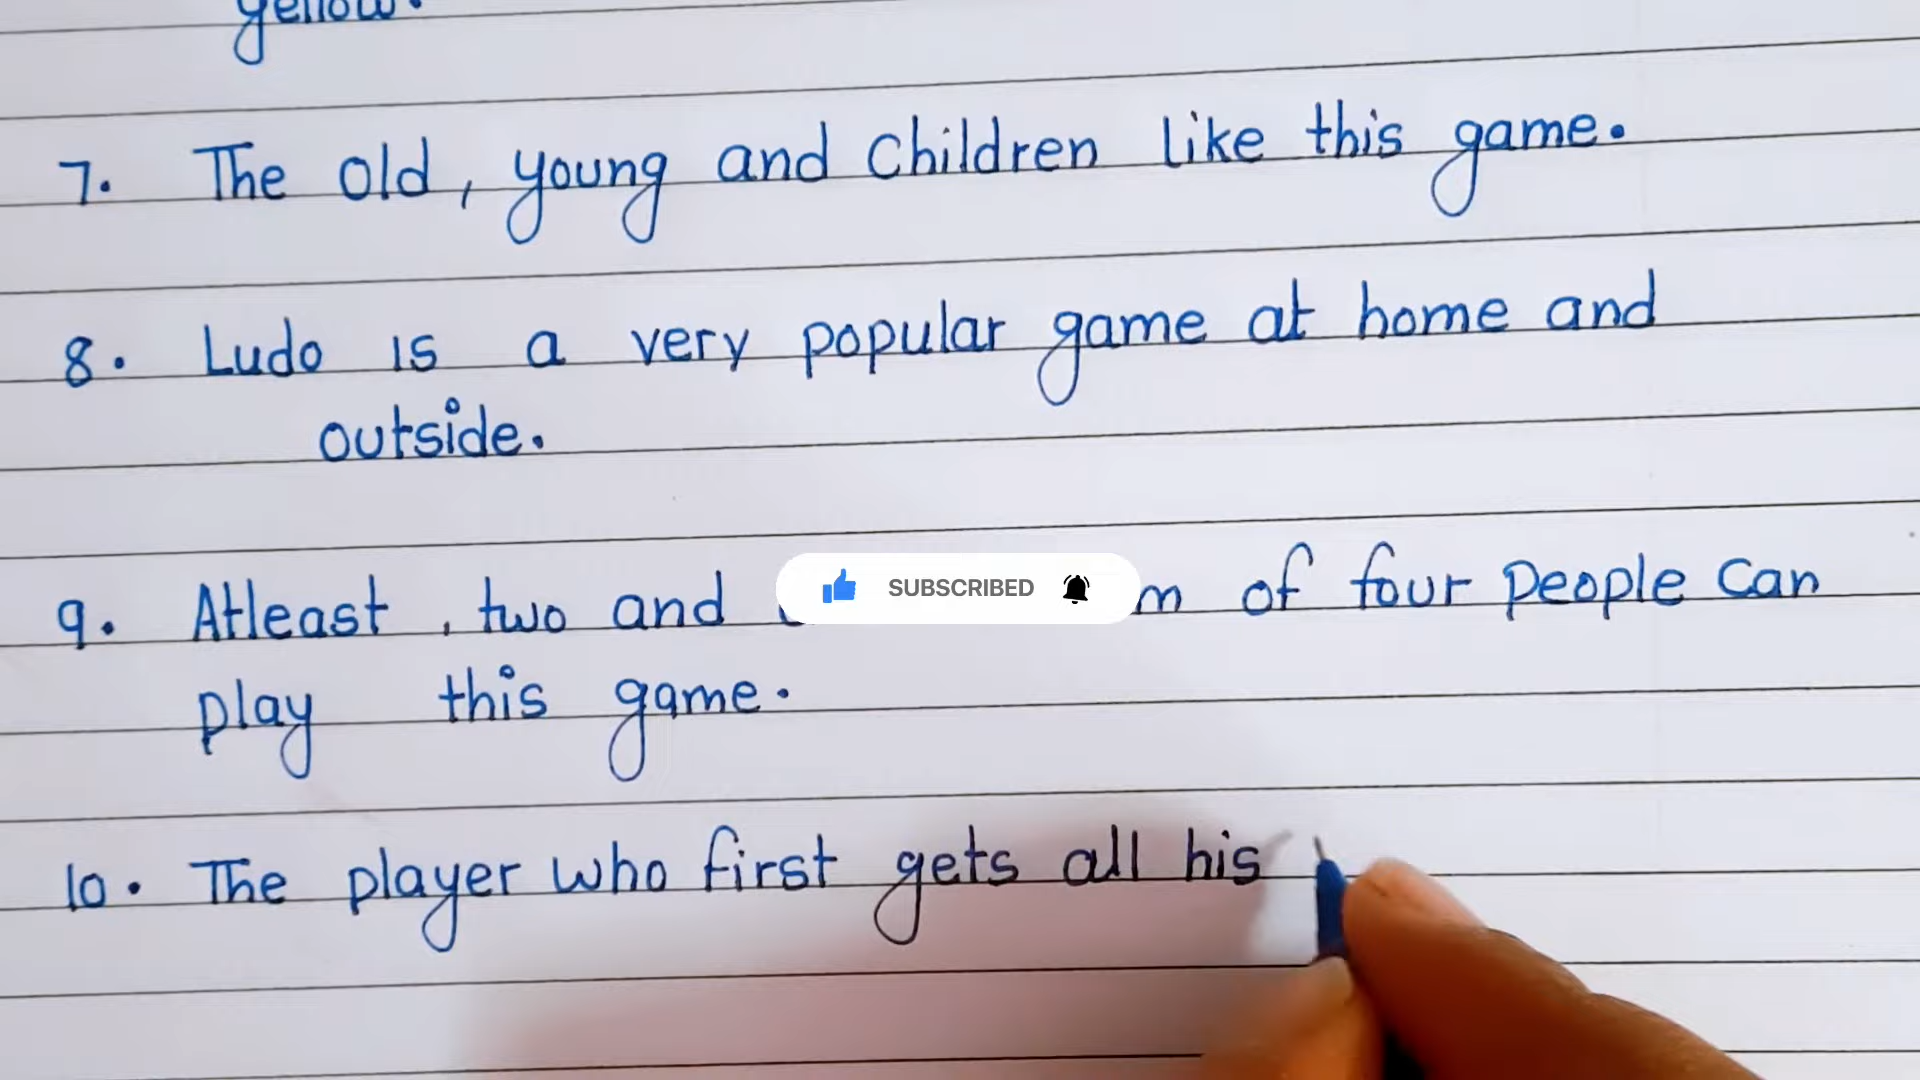 yellow.
7. The old, young and children like this game.
8. Ludo is a very popular game at home and
outside.
9. Atleast, two and
SUBSCRIBED
of four people can
play this game.
10. The player who first gets all his